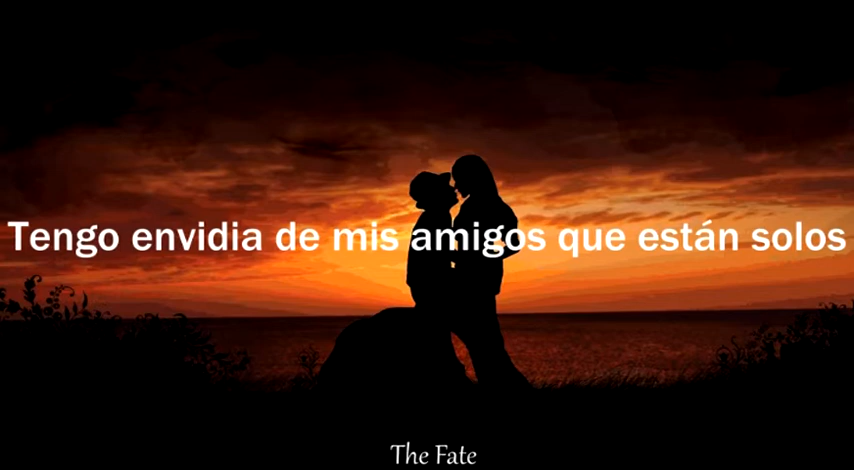 Tengo envidia de mis amigos que están solos
The Fate